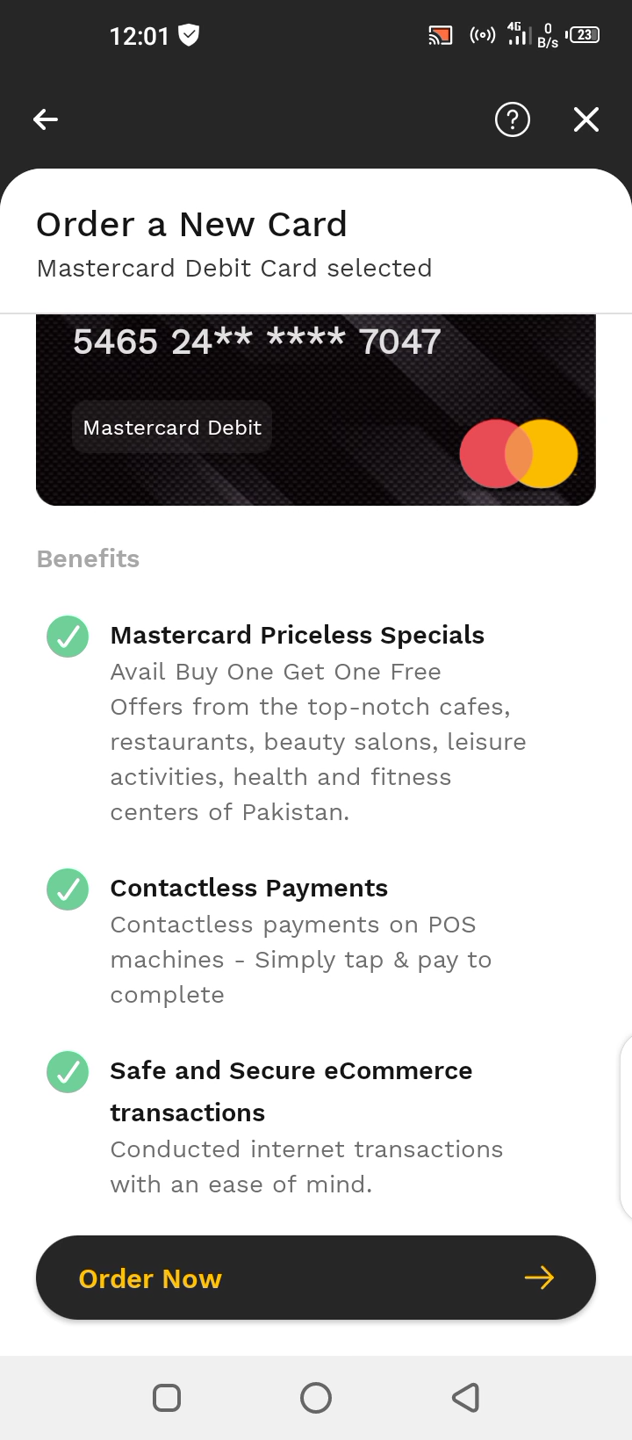 12:01
4G
0
B/s
23
?
Order a New Card
Mastercard Debit Card selected
5465 24** **** 7047
Mastercard Debit
Benefits
Mastercard Priceless Specials
Avail Buy One Get One Free
Offers from the top-notch cafes,
restaurants, beauty salons, leisure
activities, health and fitness
centers of Pakistan.
Contactless Payments
Contactless payments on POS
machines - Simply tap & pay to
complete
Safe and Secure eCommerce
transactions
Conducted internet transactions
with an ease of mind.
Order Now